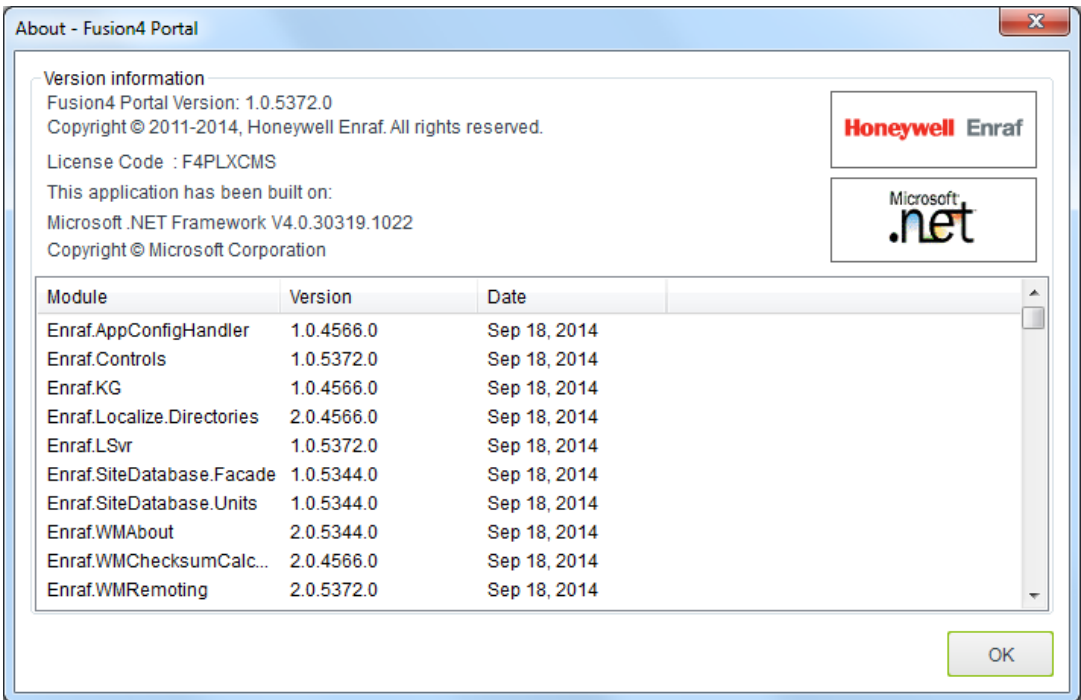 About - Fusion4 Portal
Version information
Fusion4 Portal Version: 1.0.5372.0
Copyright © 2011-2014, Honeywell Enraf. All rights reserved.
License Code : F4PLXCMS
This application has been built on:
Microsoft .NET Framework V4.0.30319.1022
Copyright © Microsoft Corporation
Honeywell Enraf
Microsoft
.net
Module Version Date
Enraf.AppConfigHandler 1.0.4566.0 Sep 18, 2014
Enraf.Controls 1.0.5372.0 Sep 18, 2014
Enraf.KG 1.0.4566.0 Sep 18, 2014
Enraf.Localize.Directories 2.0.4566.0 Sep 18, 2014
Enraf.LSvr 1.0.5372.0 Sep 18, 2014
Enraf.SiteDatabase.Facade 1.0.5344.0 Sep 18, 2014
Enraf.SiteDatabase.Units 1.0.5344.0 Sep 18, 2014
Enraf.WMAbout 2.0.5344.0 Sep 18, 2014
Enraf.WMChecksumCalc... 2.0.4566.0 Sep 18, 2014
Enraf.WMRemoting 2.0.5372.0 Sep 18, 2014
OK